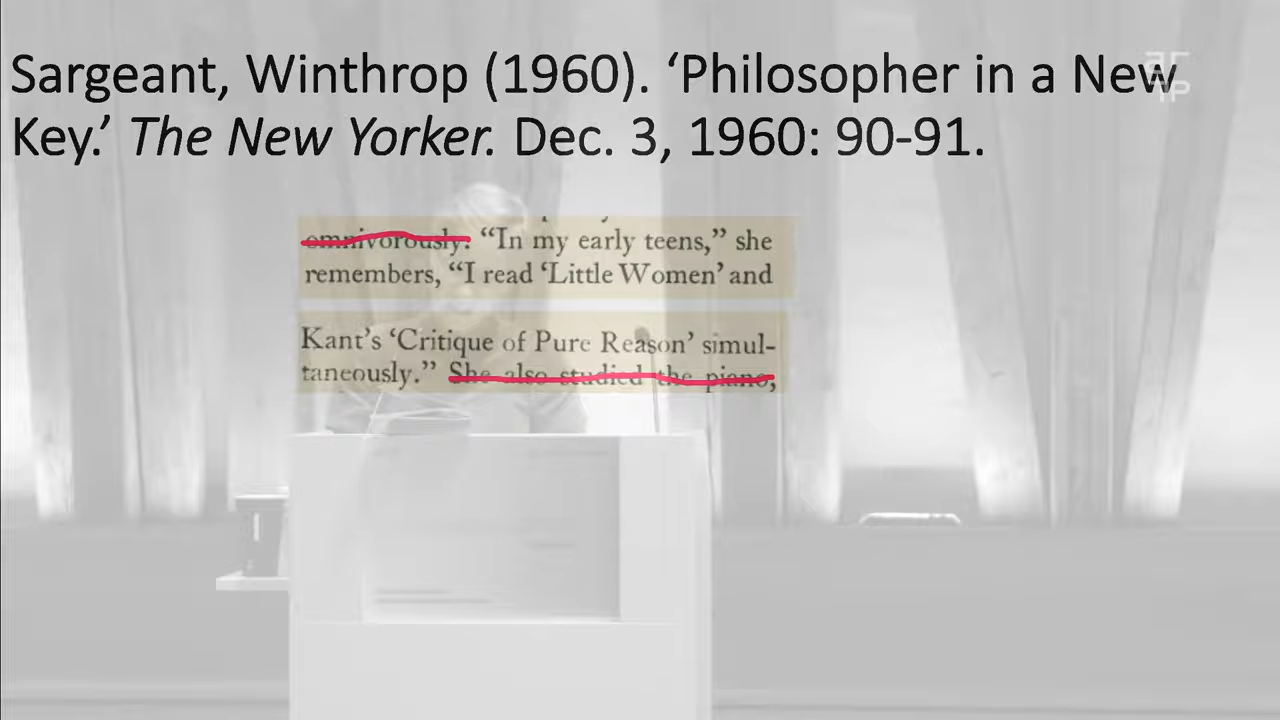 Sargeant, Winthrop (1960). ‘Philosopher in a New
Key.’ The New Yorker. Dec. 3, 1960: 90-91.
omnivorously. “In my early teens,” she
remembers, “I read ‘Little Women’ and
Kant’s ‘Critique of Pure Reason’ simul-
taneously.” She also studied the piano,